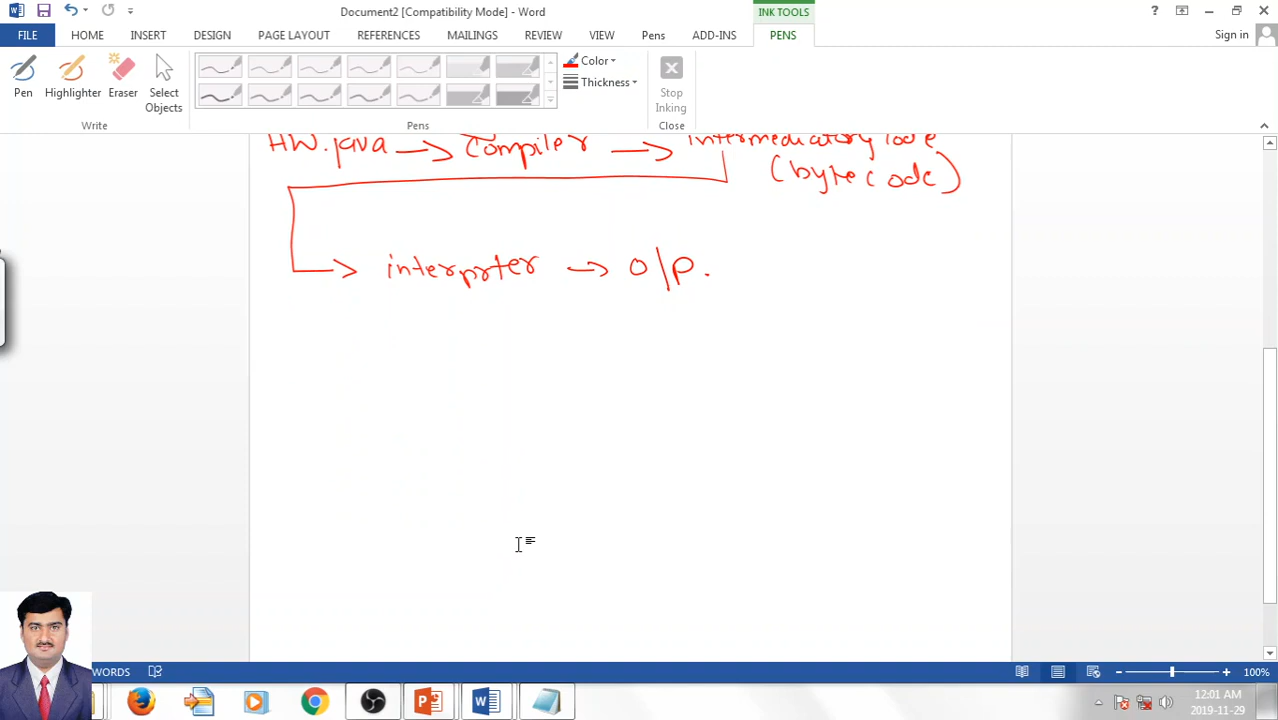 Document2 [Compatibility Mode] - Word
INK TOOLS
?
FILE HOME INSERT DESIGN PAGE LAYOUT REFERENCES MAILINGS REVIEW VIEW Pens ADD-INS PENS
Sign in
Pen Highlighter Eraser Select Objects
Color
Thickness
Stop Inking
Write Pens Close
HW.java → Compiler → intermediatory code
(byte code)
→ interprter → O/P.
WORDS
100%
12:01 AM
2019-11-29